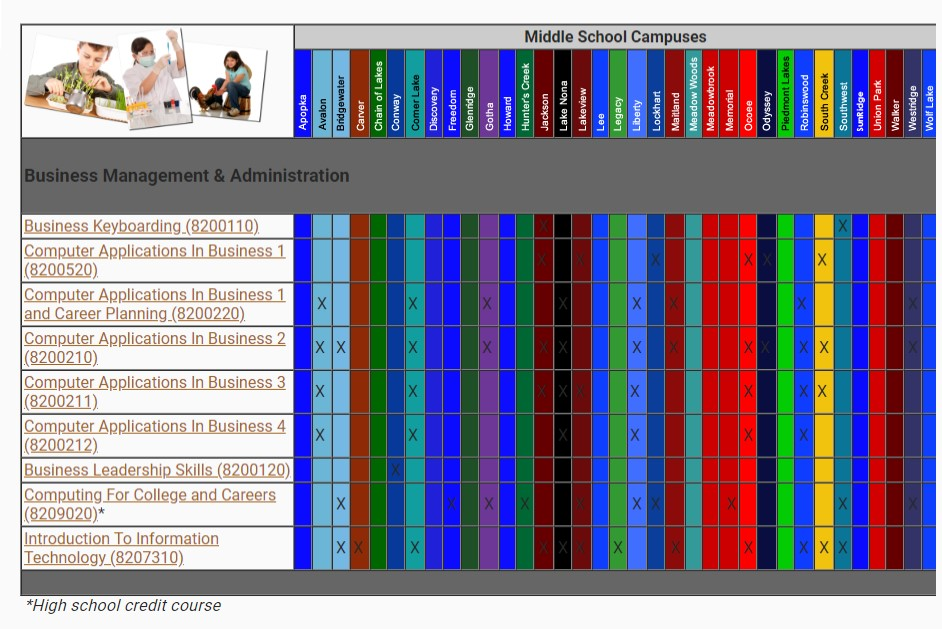 Middle School Campuses
Apopka
Avalon
Bridgewater
Carver
Chain of Lakes
Conway
Corner Lake
Discovery
Freedom
Glenridge
Gotha
Howard
Hunter's Creek
Jackson
Lake Nona
Lakeview
Lee
Legacy
Liberty
Lockhart
Maitland
Meadow Woods
Meadowbrook
Memorial
Ocoee
Odyssey
Piedmont Lakes
Robinswood
South Creek
Southwest
SunRidge
Union Park
Walker
Westridge
Wolf Lake
Business Management & Administration
Business Keyboarding (8200110) X X
Computer Applications In Business 1
(8200520) X X X X X X
Computer Applications In Business 1
and Career Planning (8200220) X X X X X X X X
Computer Applications In Business 2
(8200210) X X X X X X X X X X X X
Computer Applications In Business 3
(8200211) X X X X X X X X X
Computer Applications In Business 4
(8200212) X X X X X X
Business Leadership Skills (8200120) X
Computing For College and Careers
(8209020)* X X X X X X X X X X
Introduction To Information
Technology (8207310) X X X X X X X X X X X X
*High school credit course